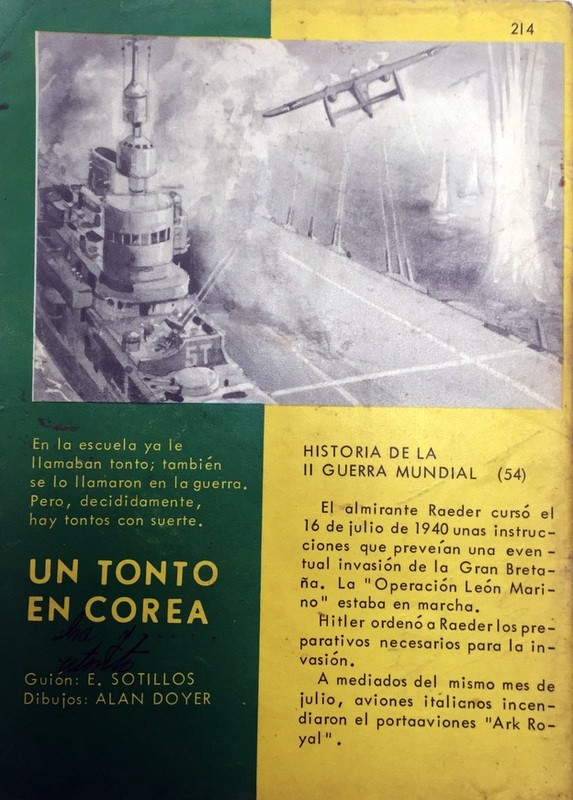 214
ST
En la escuela ya le
llamaban tonto; también
se lo llamaron en la guerra.
Pero, decididamente,
hay tontos con suerte.
UN TONTO
EN COREA
Guión: E. SOTILLOS
Dibujos: ALAN DOYER
HISTORIA DE LA
II GUERRA MUNDIAL (54)
El almirante Raeder cursó el
16 de julio de 1940 unas instruc-
ciones que preveían una even-
tual invasión de la Gran Breta-
ña. La "Operación León Mari-
no" estaba en marcha.
Hitler ordenó a Raeder los pre-
parativos necesarios para la in-
vasión.
A mediados del mismo mes de
julio, aviones italianos incen-
diaron el portaaviones "Ark Ro-
yal".